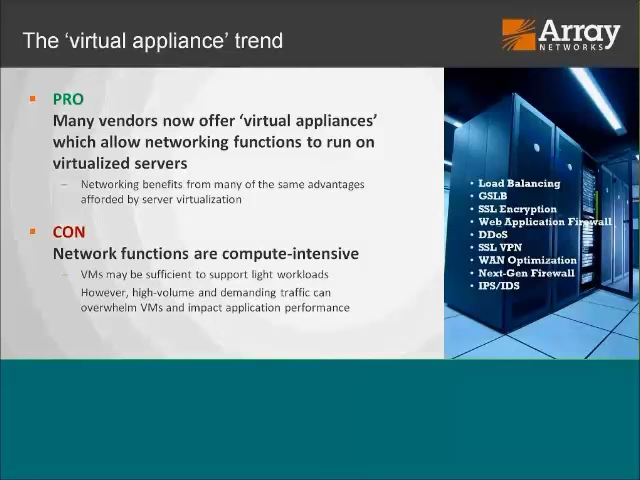 The 'virtual appliance' trend
Array
NETWORKS
PRO
Many vendors now offer 'virtual appliances'
which allow networking functions to run on
virtualized servers
– Networking benefits from many of the same advantages
afforded by server virtualization
CON
Network functions are compute-intensive
– VMs may be sufficient to support light workloads
However, high-volume and demanding traffic can
overwhelm VMs and impact application performance
• Load Balancing
• GSLB
• SSL Encryption
• Web Application Firewall
• DDoS
• SSL VPN
• WAN Optimization
• Next-Gen Firewall
• IPS/IDS